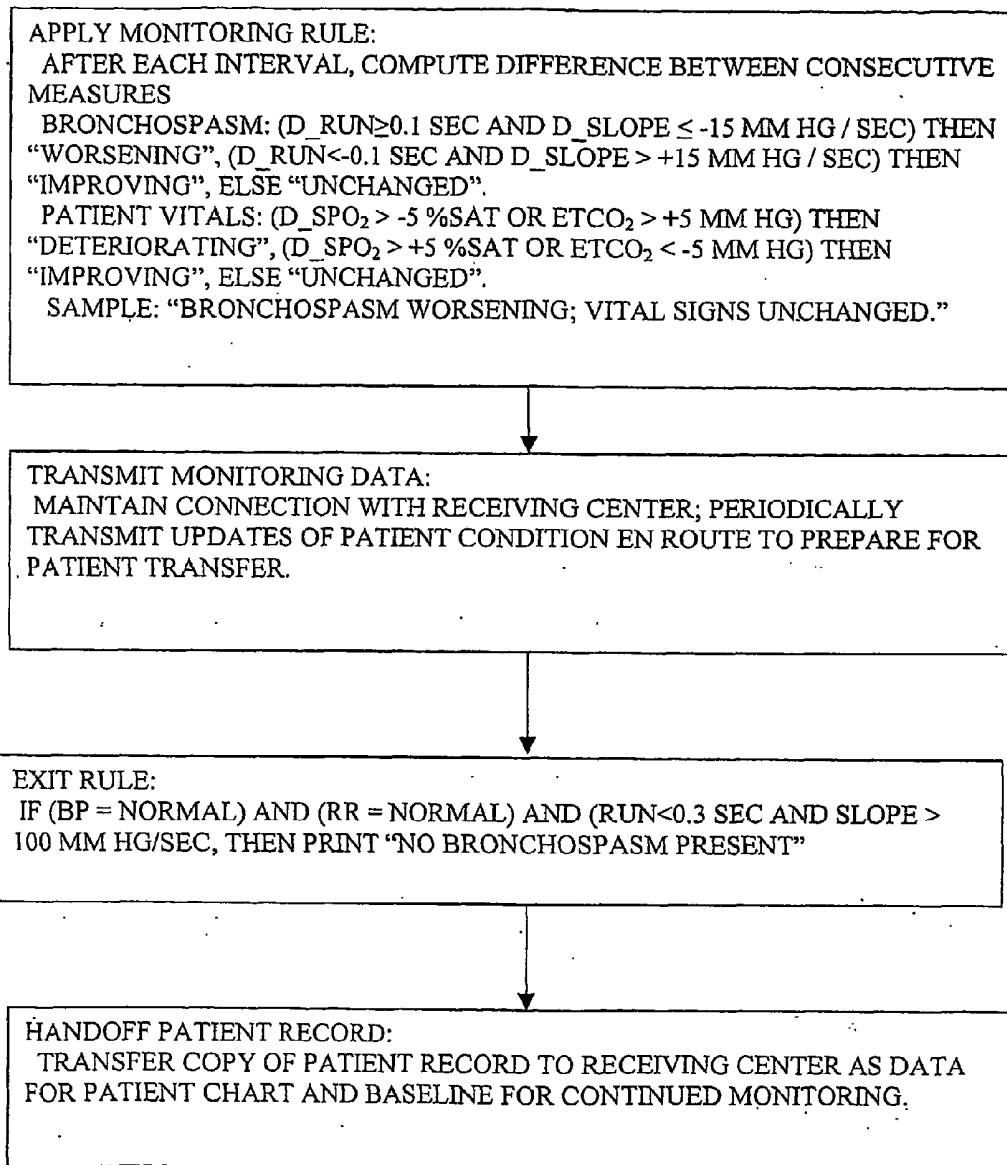 APPLY MONITORING RULE:
AFTER EACH INTERVAL, COMPUTE DIFFERENCE BETWEEN CONSECUTIVE
MEASURES
BRONCHOSPASM: (D_RUN≥0.1 SEC AND D_SLOPE ≤ -15 MM HG / SEC) THEN
“WORSENING”, (D_RUN<-0.1 SEC AND D_SLOPE > +15 MM HG / SEC) THEN
“IMPROVING”, ELSE “UNCHANGED”.
PATIENT VITALS: (D_SPO₂ > -5 %SAT OR ETCO₂ > +5 MM HG) THEN
“DETERIORATING”, (D_SPO₂ > +5 %SAT OR ETCO₂ < -5 MM HG) THEN
“IMPROVING”, ELSE “UNCHANGED”.
SAMPLE: “BRONCHOSPASM WORSENING; VITAL SIGNS UNCHANGED.”
TRANSMIT MONITORING DATA:
MAINTAIN CONNECTION WITH RECEIVING CENTER; PERIODICALLY
TRANSMIT UPDATES OF PATIENT CONDITION EN ROUTE TO PREPARE FOR
PATIENT TRANSFER.
EXIT RULE:
IF (BP = NORMAL) AND (RR = NORMAL) AND (RUN<0.3 SEC AND SLOPE >
100 MM HG/SEC, THEN PRINT “NO BRONCHOSPASM PRESENT”
HANDOFF PATIENT RECORD:
TRANSFER COPY OF PATIENT RECORD TO RECEIVING CENTER AS DATA
FOR PATIENT CHART AND BASELINE FOR CONTINUED MONITORING.